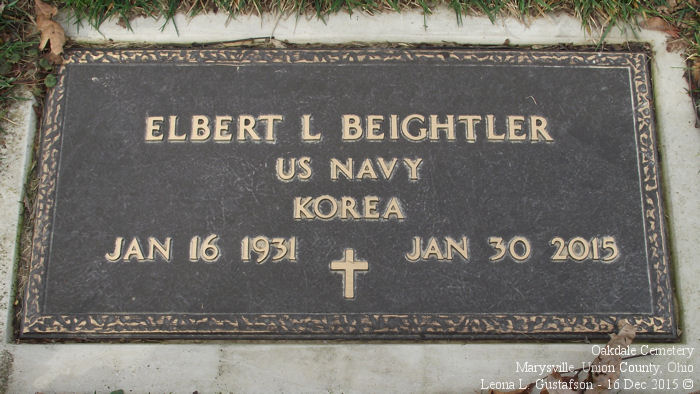 ELBERT L BEIGHTLER
US NAVY
KOREA
JAN 16 1931 JAN 30 2015
Oakdale Cemetery
Marysville, Union County, Ohio
Leona L. Gustafson - 16 Dec 2015 ©